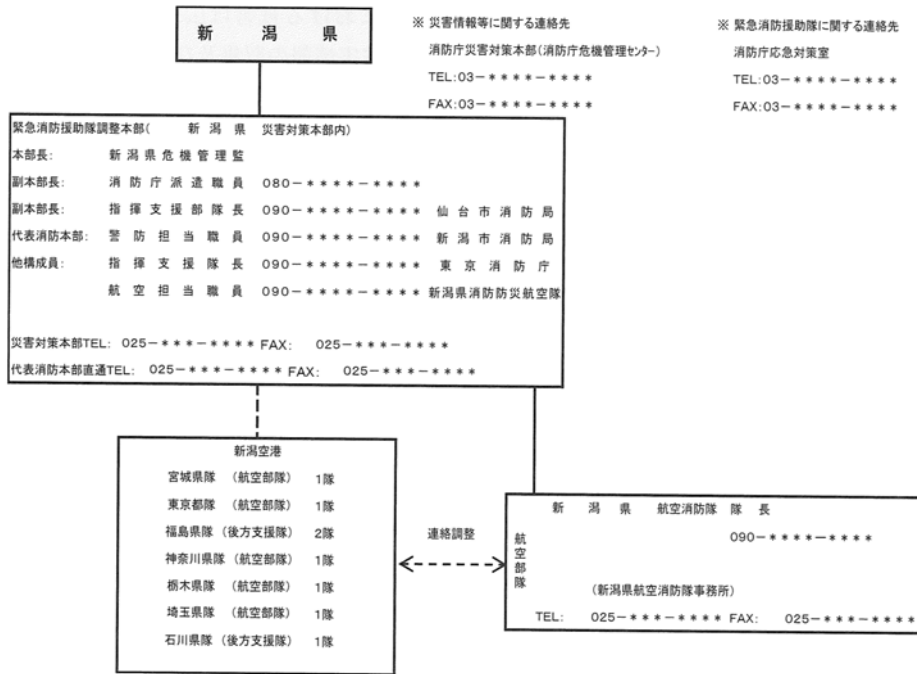 新潟県
※ 災害情報等に関する連絡先
消防庁災害対策本部(消防庁危機管理センター)
TEL:03-****-****
FAX:03-****-****
※ 緊急消防援助隊に関する連絡先
消防庁応急対策室
TEL:03-****-****
FAX:03-****-****
緊急消防援助隊調整本部( 新潟県 災害対策本部内)
本部長: 新潟県危機管理監
副本部長: 消防庁派遣職員 080-****-****
副本部長: 指揮支援部隊長 090-****-**** 仙台市消防局
代表消防本部: 警防担当職員 090-****-**** 新潟市消防局
他構成員: 指揮支援隊長 090-****-**** 東京消防庁
航空担当職員 090-****-**** 新潟県消防防災航空隊
災害対策本部TEL: 025-***-**** FAX: 025-***-****
代表消防本部直通TEL: 025-***-**** FAX: 025-***-****
新潟空港
宮城県隊 (航空部隊) 1隊
東京都隊 (航空部隊) 1隊
福島県隊 (後方支援隊) 2隊
神奈川県隊 (航空部隊) 1隊
栃木県隊 (航空部隊) 1隊
埼玉県隊 (航空部隊) 1隊
石川県隊 (後方支援隊) 1隊
連絡調整
航空部隊
新潟県 航空消防隊 隊長
090-****-****
(新潟県航空消防隊事務所)
TEL: 025-***-**** FAX: 025-***-****